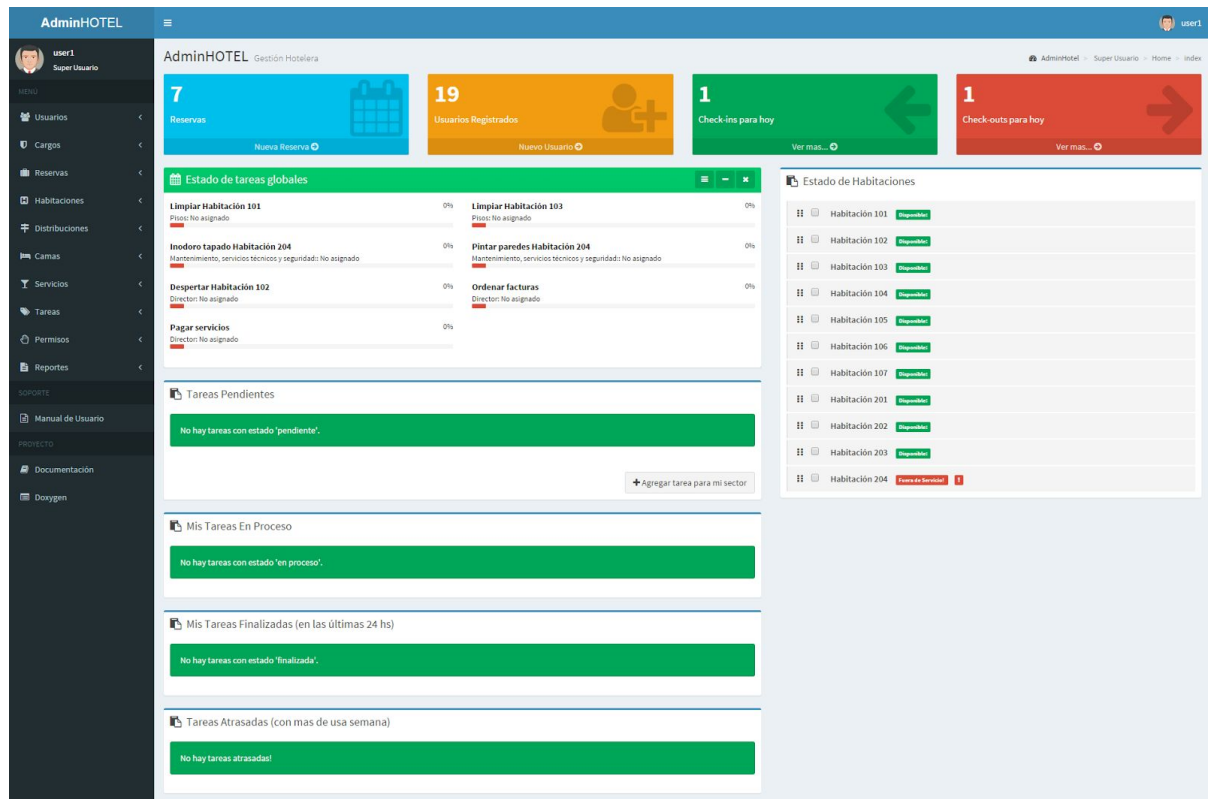 AdminHOTEL
user1
user1
Super Usuario
MENÚ
Usuarios
Cargos
Reservas
Habitaciones
Distribuciones
Camas
Servicios
Tareas
Permisos
Reportes
SOPORTE
Manual de Usuario
PROYECTO
Documentación
Doxygen
AdminHOTEL Gestión Hotelera
AdminHotel > Super Usuario > Home > index
7
Reservas
Nueva Reserva
19
Usuarios Registrados
Nuevo Usuario
1
Check-ins para hoy
Ver mas...
1
Check-outs para hoy
Ver mas...
Estado de tareas globales
Limpiar Habitación 101 0%
Pisos: No asignado
Limpiar Habitación 103 0%
Pisos: No asignado
Inodoro tapado Habitación 204 0%
Mantenimiento, servicios técnicos y seguridad:: No asignado
Pintar paredes Habitación 204 0%
Mantenimiento, servicios técnicos y seguridad:: No asignado
Despertar Habitación 102 0%
Director: No asignado
Ordenar facturas 0%
Director: No asignado
Pagar servicios 0%
Director: No asignado
Tareas Pendientes
No hay tareas con estado 'pendiente'.
Agregar tarea para mi sector
Mis Tareas En Proceso
No hay tareas con estado 'en proceso'.
Mis Tareas Finalizadas (en las últimas 24 hs)
No hay tareas con estado 'finalizada'.
Tareas Atrasadas (con mas de usa semana)
No hay tareas atrasadas!
Estado de Habitaciones
Habitación 101 Disponible!
Habitación 102 Disponible!
Habitación 103 Disponible!
Habitación 104 Disponible!
Habitación 105 Disponible!
Habitación 106 Disponible!
Habitación 107 Disponible!
Habitación 201 Disponible!
Habitación 202 Disponible!
Habitación 203 Disponible!
Habitación 204 Fuera de Servicio!